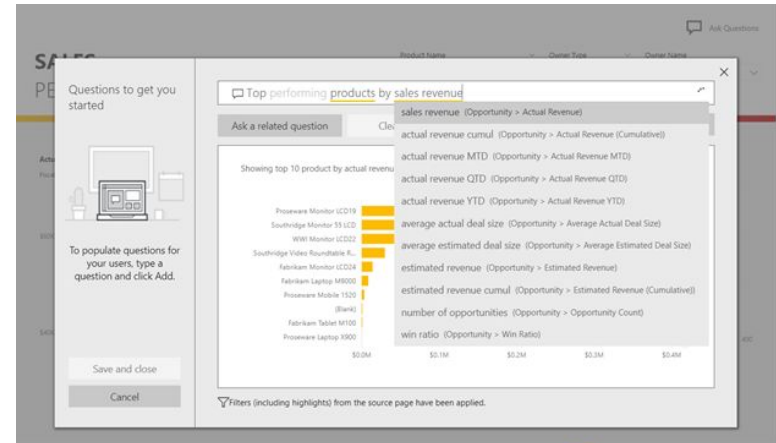 Ask Questions
SALES
Product Name
Owner Type
Owner Name
PE
Questions to get you
started
Top performing products by sales revenue
Ask a related question
Clea
sales revenue (Opportunity > Actual Revenue)
actual revenue cumul (Opportunity > Actual Revenue (Cumulative))
actual revenue MTD (Opportunity > Actual Revenue MTD)
actual revenue QTD (Opportunity > Actual Revenue QTD)
actual revenue YTD (Opportunity > Actual Revenue YTD)
average actual deal size (Opportunity > Average Actual Deal Size)
average estimated deal size (Opportunity > Average Estimated Deal Size)
estimated revenue (Opportunity > Estimated Revenue)
estimated revenue cumul (Opportunity > Estimated Revenue (Cumulative))
number of opportunities (Opportunity > Opportunity Count)
win ratio (Opportunity > Win Ratio)
Showing top 10 product by actual revenu
Proseware Monitor LCD19
Southridge Monitor 55 LCD
WWI Monitor LCD22
Southridge Video Roundtable R...
Fabrikam Monitor LCD24
Fabrikam Laptop M8000
Proseware Mobile 1520
(Blank)
Fabrikam Tablet M100
Proseware Laptop X900
$0.0M $0.1M $0.2M $0.3M $0.4M
To populate questions for
your users, type a
question and click Add.
Save and close
Cancel
Filters (including highlights) from the source page have been applied.